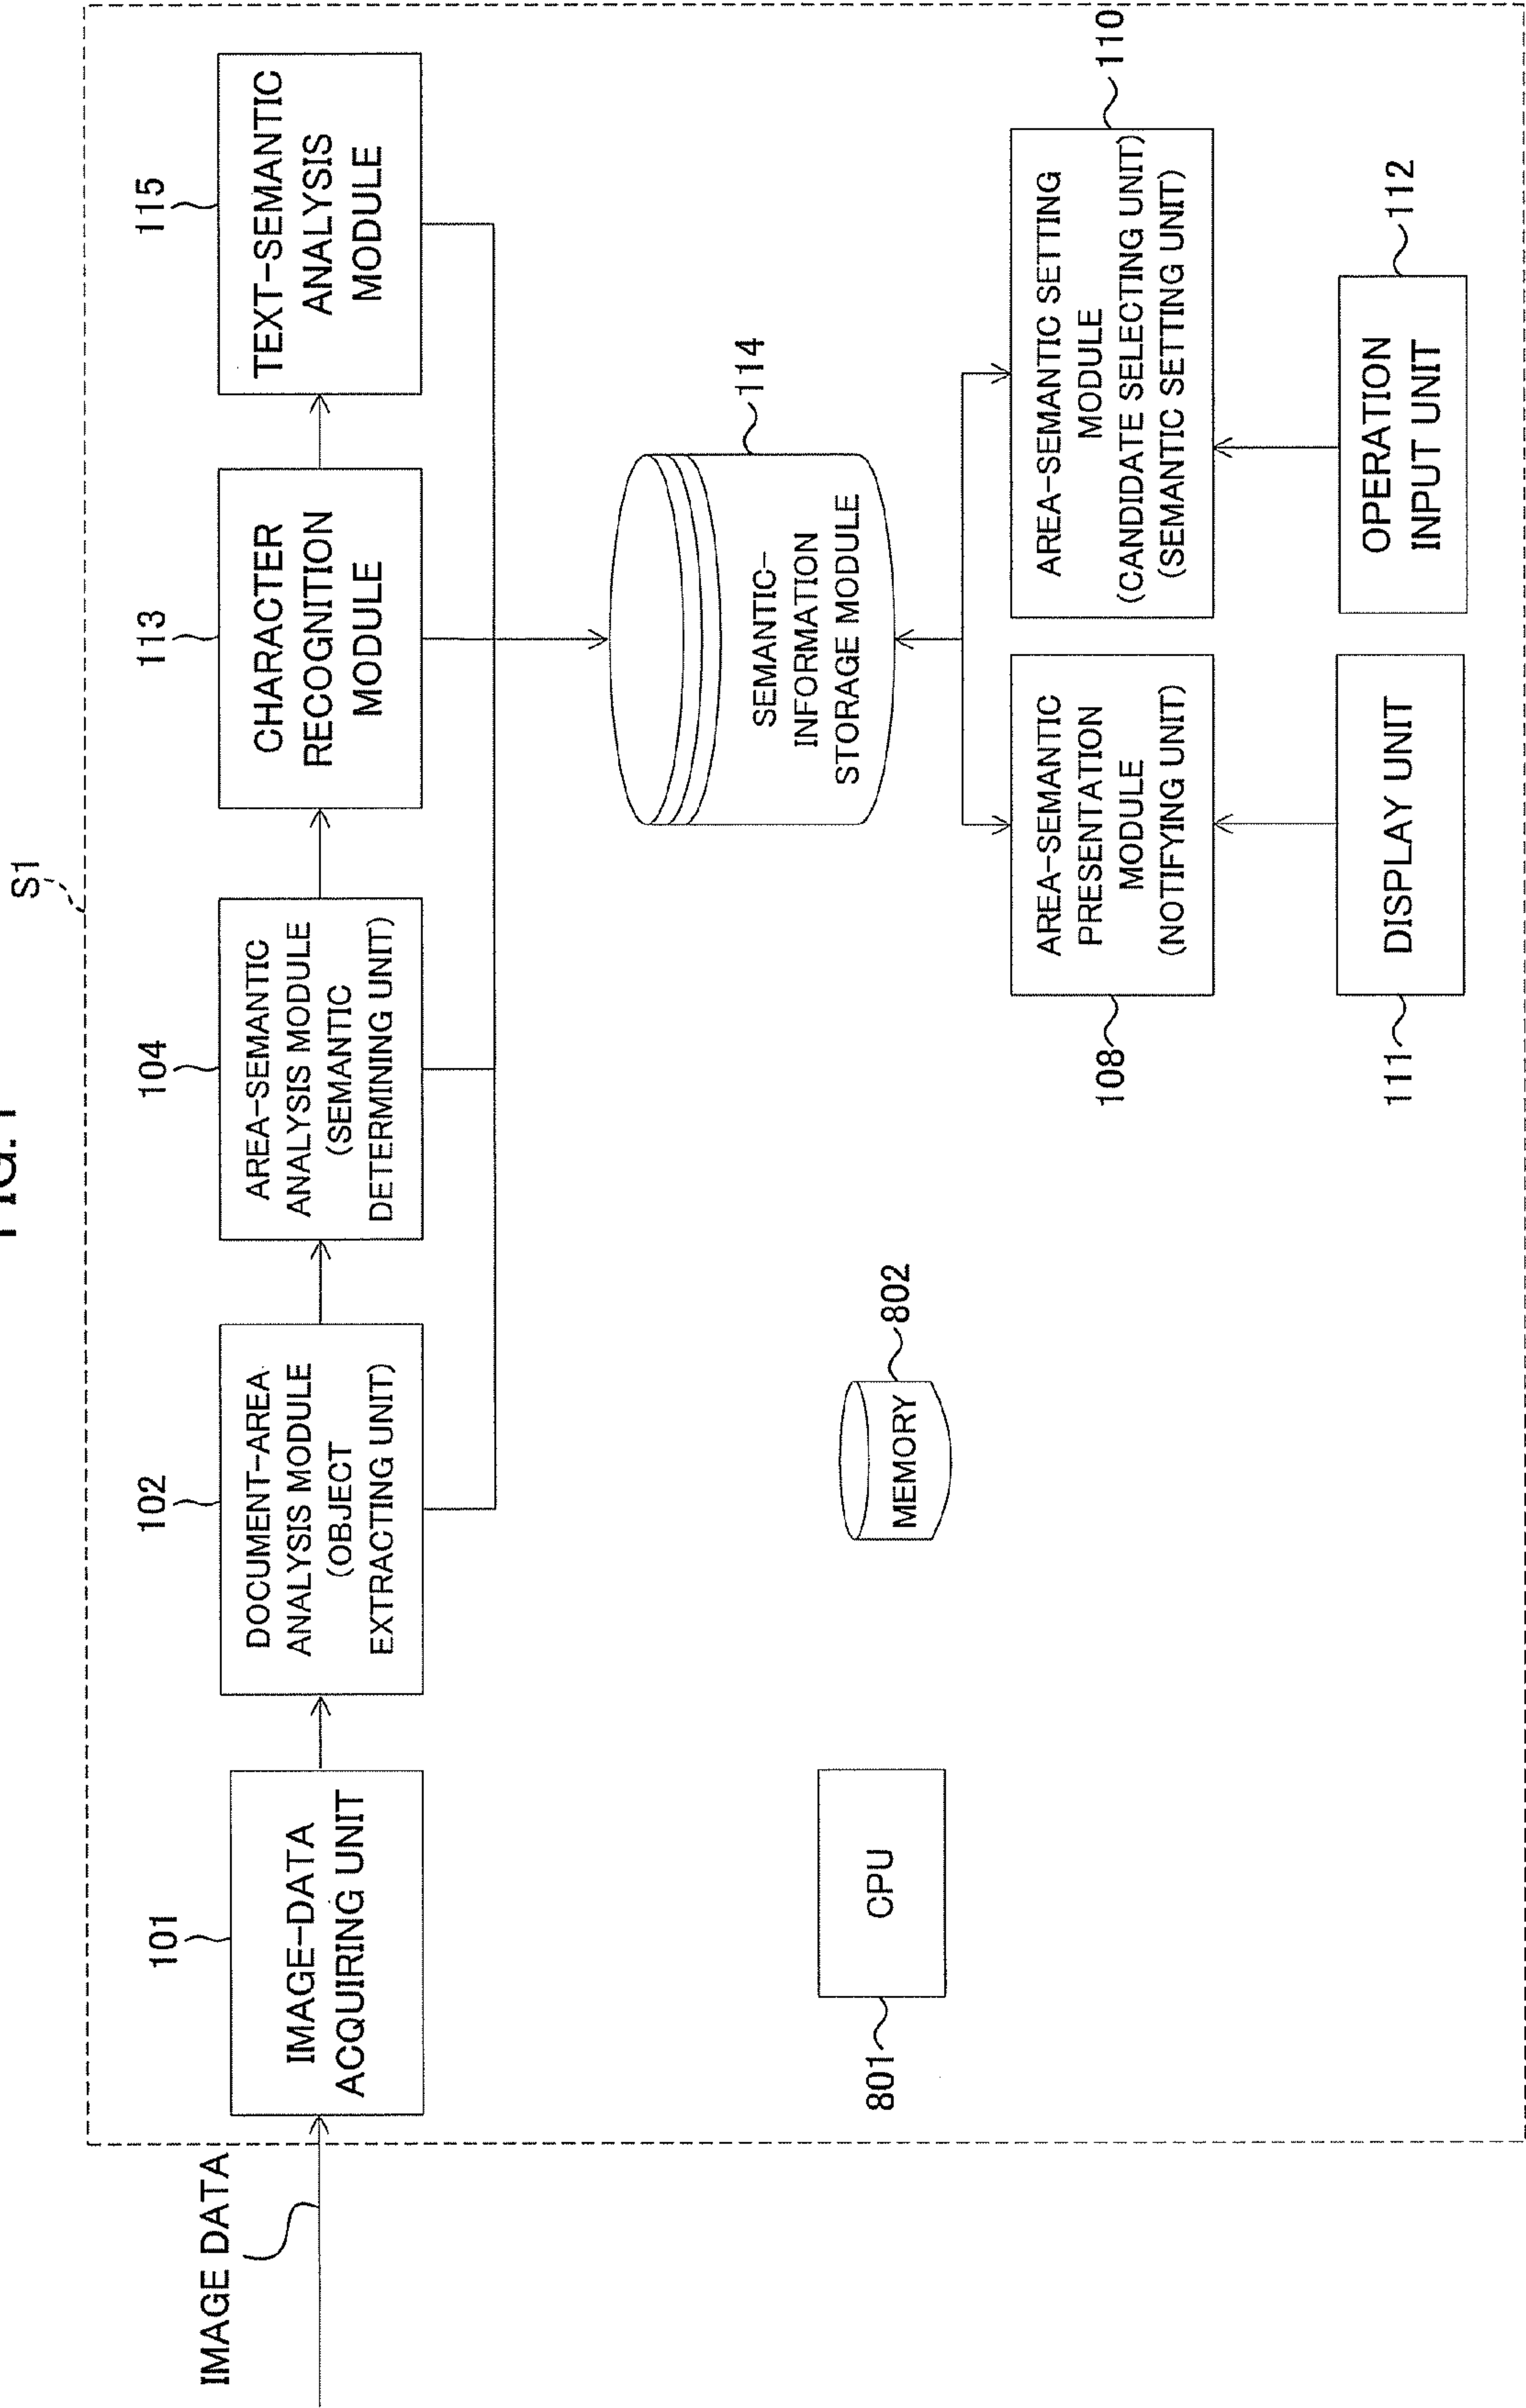 FIG. 1
S1
IMAGE DATA
101
IMAGE-DATA
ACQUIRING UNIT
102
DOCUMENT-AREA
ANALYSIS MODULE
(OBJECT
EXTRACTING UNIT)
104
AREA-SEMANTIC
ANALYSIS MODULE
(SEMANTIC
DETERMINING UNIT)
113
CHARACTER
RECOGNITION
MODULE
115
TEXT-SEMANTIC
ANALYSIS
MODULE
114
SEMANTIC-
INFORMATION
STORAGE MODULE
801
CPU
802
MEMORY
108
AREA-SEMANTIC
PRESENTATION
MODULE
(NOTIFYING UNIT)
110
AREA-SEMANTIC SETTING
MODULE
(CANDIDATE SELECTING UNIT)
(SEMANTIC SETTING UNIT)
111
DISPLAY UNIT
112
OPERATION
INPUT UNIT